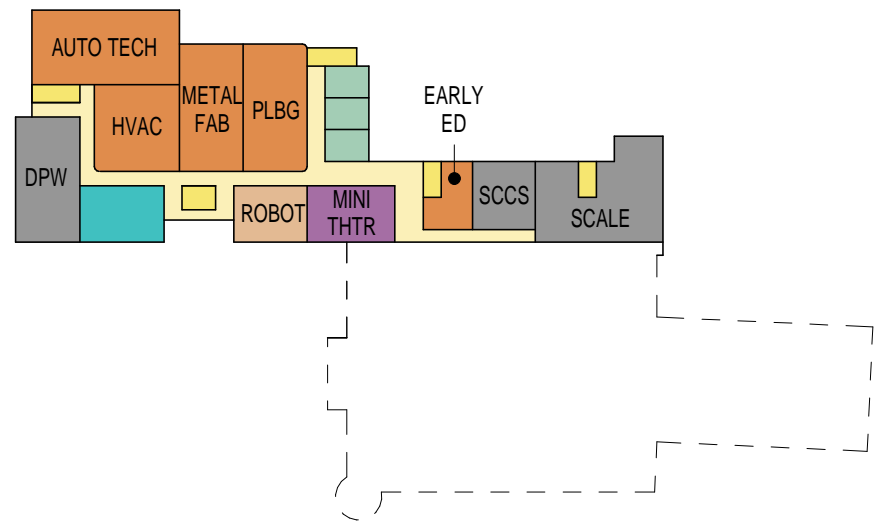 AUTO TECH
METAL
FAB
PLBG
HVAC
EARLY
ED
DPW
ROBOT
MINI
THTR
SCCS
SCALE